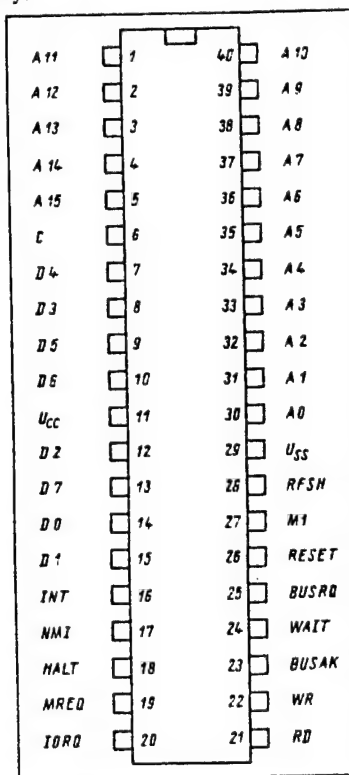 A11 1 40 A10
A12 2 39 A9
A13 3 38 A8
A14 4 37 A7
A15 5 36 A6
C 6 35 A5
D4 7 34 A4
D3 8 33 A3
D5 9 32 A2
D6 10 31 A1
UCC 11 30 A0
D2 12 29 USS
D7 13 28 RFSH
D0 14 27 M1
D1 15 26 RESET
INT 16 25 BUSRQ
NMI 17 24 WAIT
HALT 18 23 BUSAK
MREQ 19 22 WR
IORQ 20 21 RD